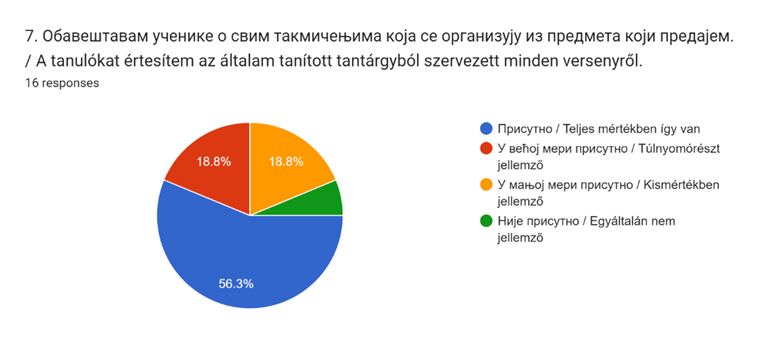 7. Обавештавам ученике о свим такмичењима која се организују из предмета који предајем.
/ A tanulókat értesítem az általam tanított tantárgyból szervezett minden versenyről.
16 responses
18.8%
18.8%
56.3%
Присутно / Teljes mértékben így van
У већој мери присутно / Túlnyomórészt
jellemző
У мањој мери присутно / Kismértékben
jellemző
Није присутно / Egyáltalán nem
jellemző